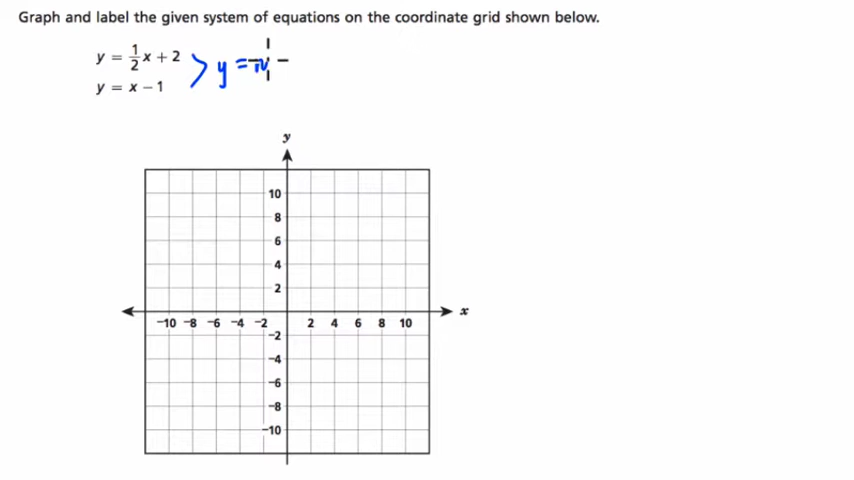 Graph and label the given system of equations on the coordinate grid shown below.
y = 1/2 x + 2
y = x − 1
> y = m
y
10
8
6
4
2
−10 −8 −6 −4 −2 2 4 6 8 10 x
−2
−4
−6
−8
−10